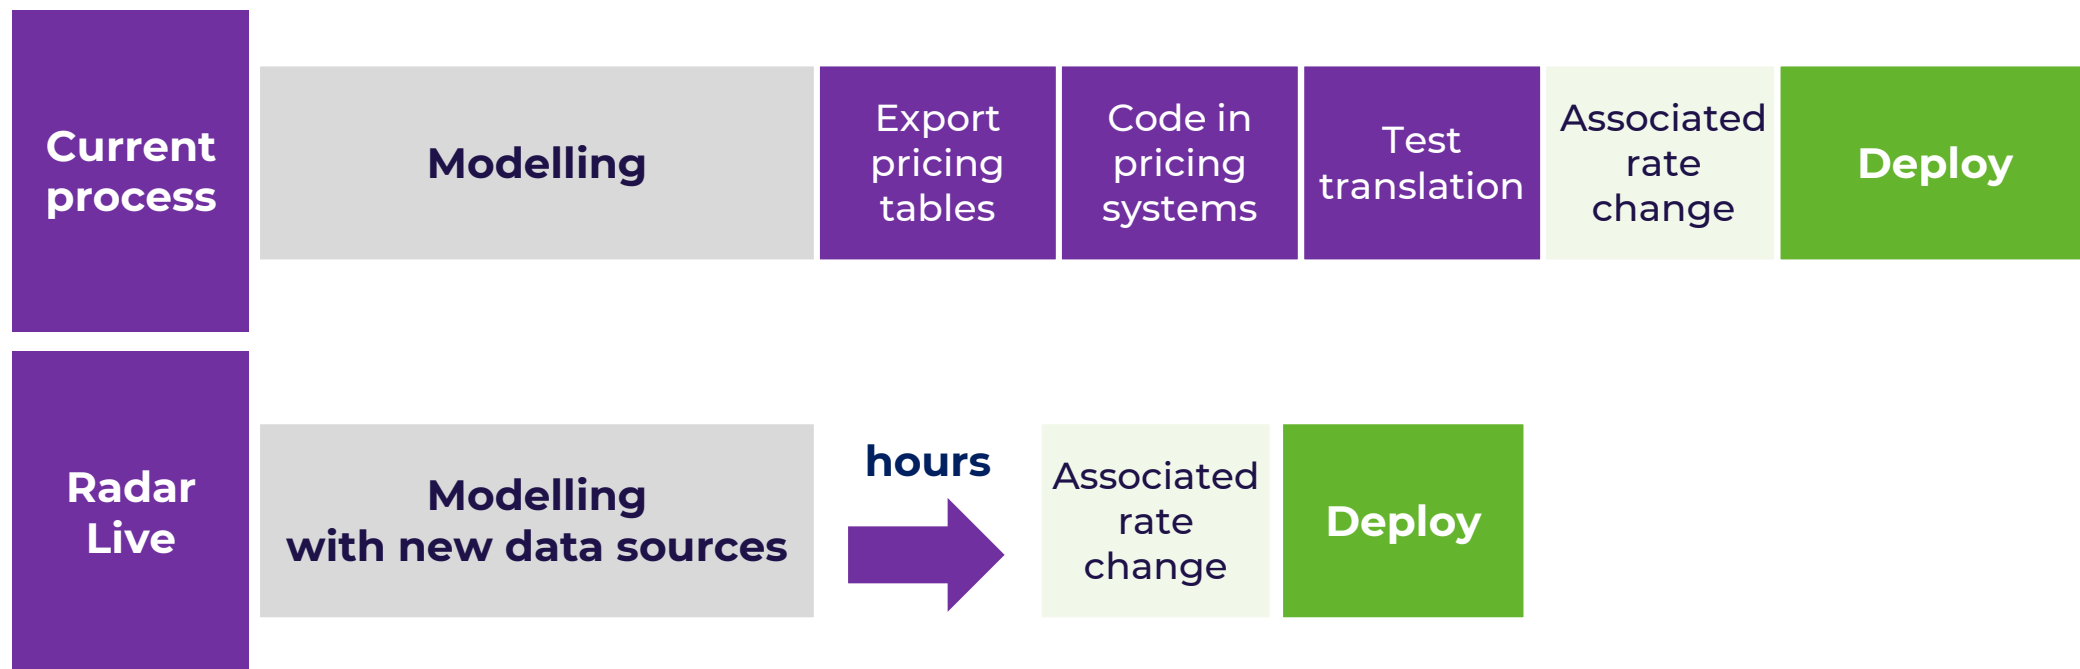 Current
process
Modelling
Export
pricing
tables
Code in
pricing
systems
Test
translation
Associated
rate
change
Deploy
Radar
Live
Modelling
with new data sources
hours
Associated
rate
change
Deploy